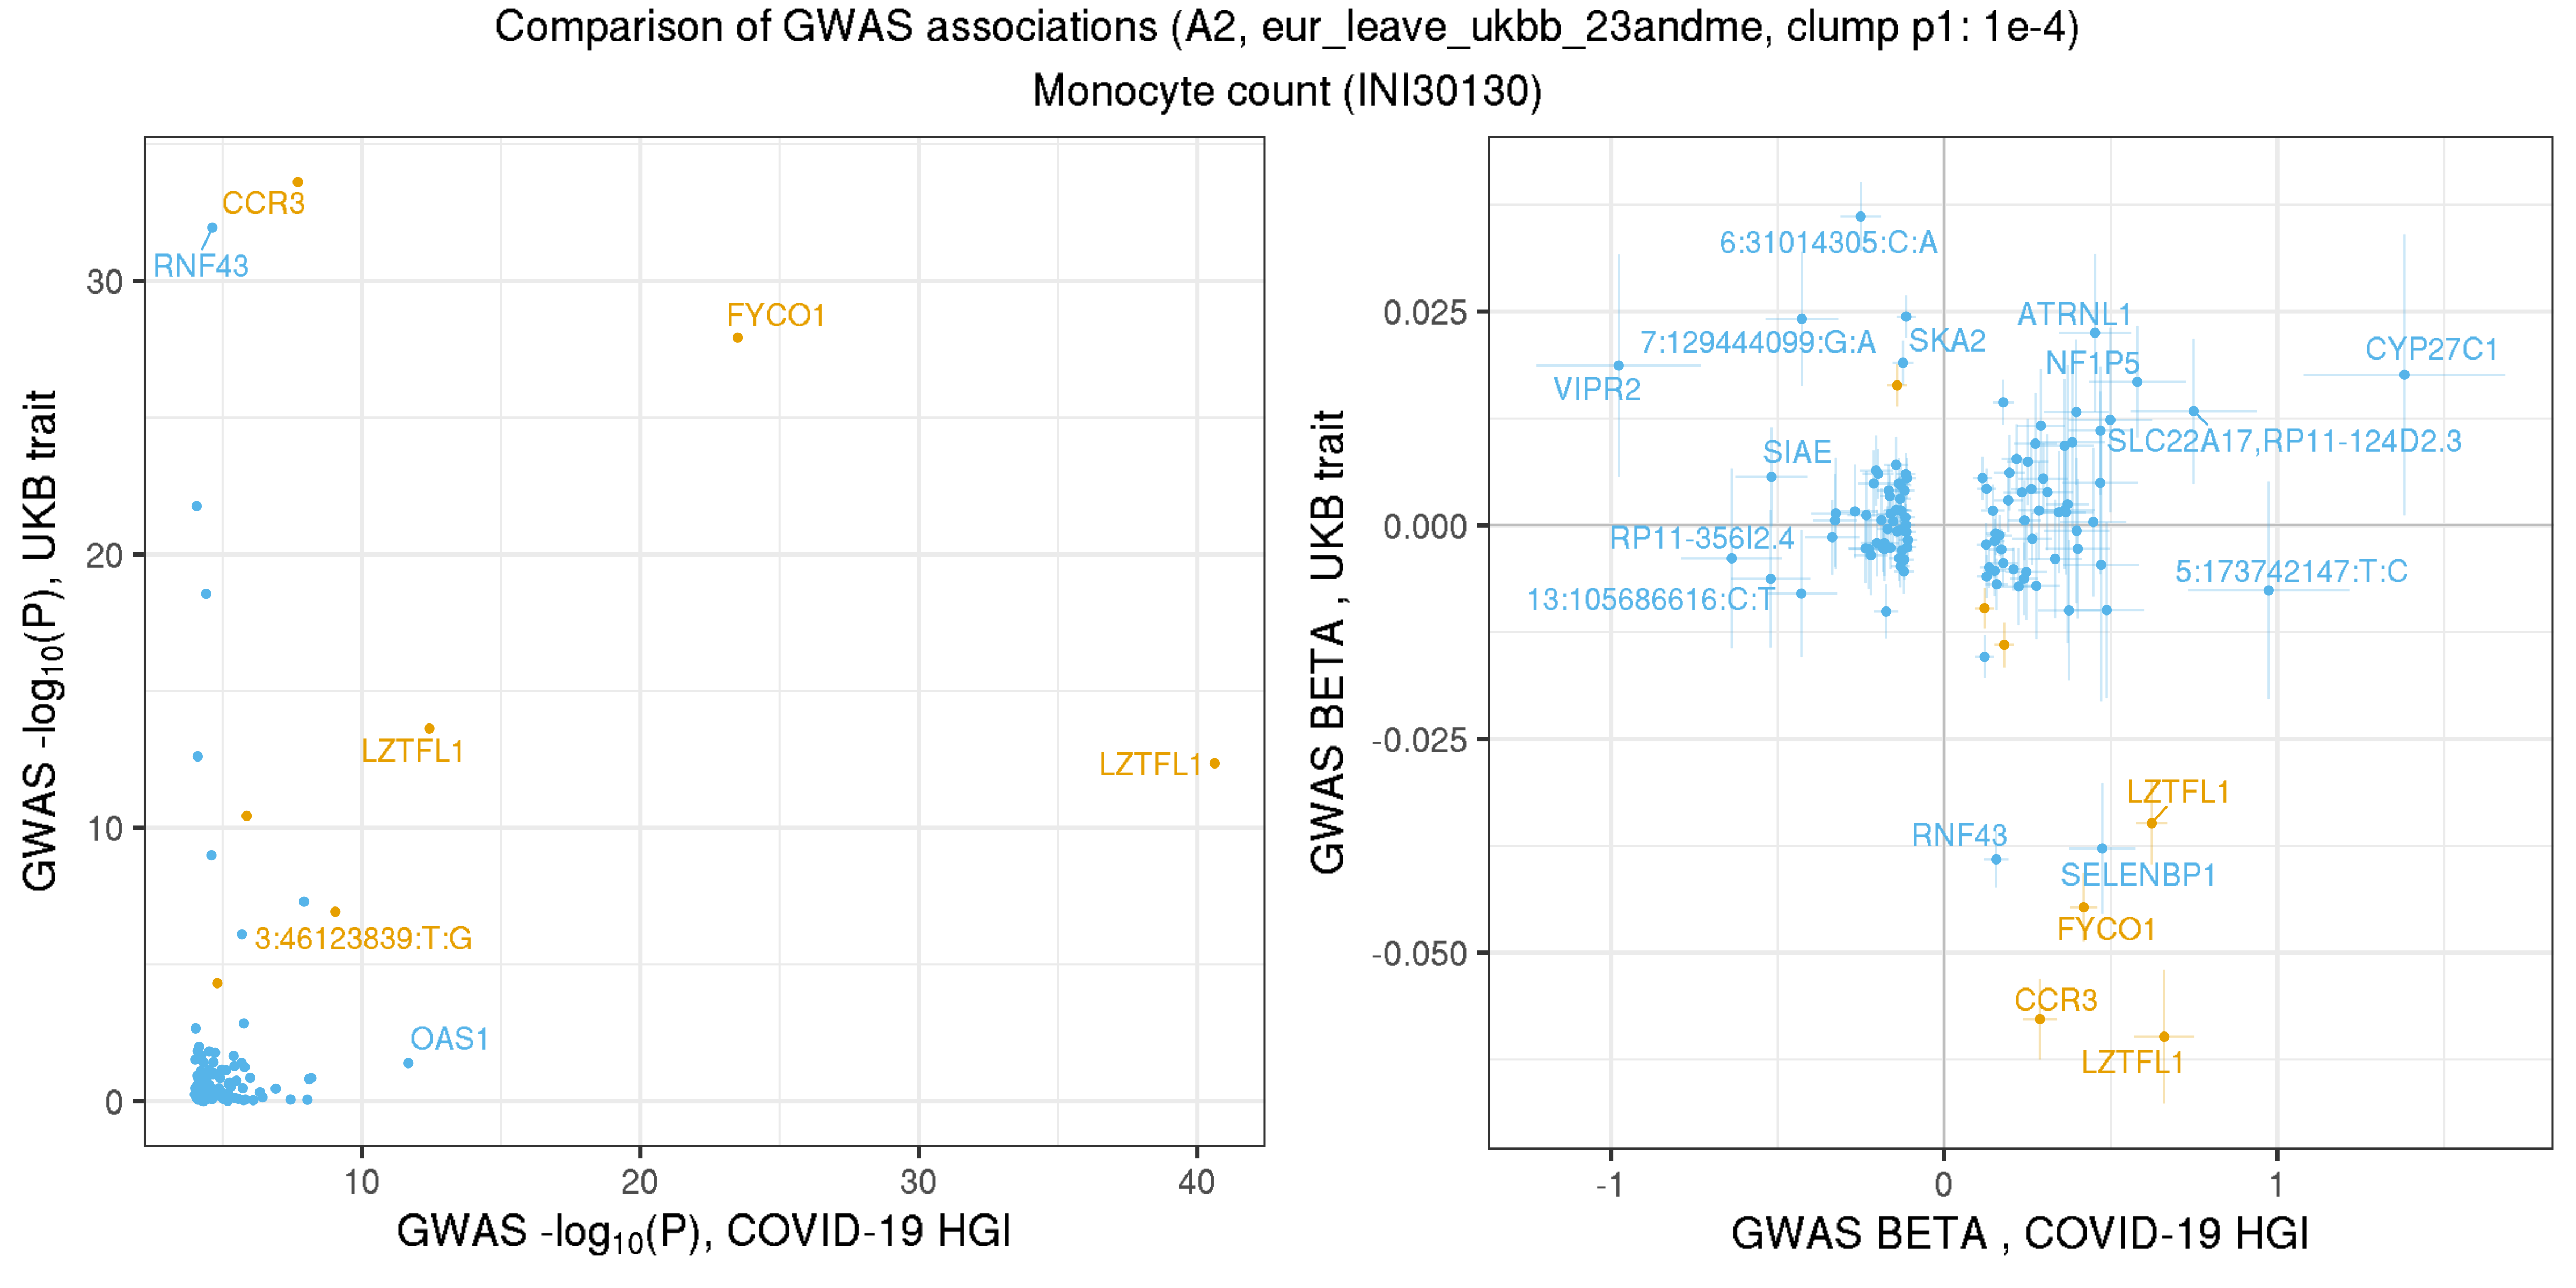 Comparison of GWAS associations (A2, eur_leave_ukbb_23andme, clump p1: 1e-4)
Monocyte count (INI30130)
GWAS -log10(P), UKB trait
30
20
10
0
CCR3
RNF43
FYCO1
LZTFL1
LZTFL1
3:46123839:T:G
OAS1
10
20
30
40
GWAS -log10(P), COVID-19 HGI
GWAS BETA , UKB trait
0.025
0.000
-0.025
-0.050
6:31014305:C:A
7:129444099:G:A
SKA2
VIPR2
ATRNL1
NF1P5
CYP27C1
SLC22A17,RP11-124D2.3
SIAE
RP11-356I2.4
13:105686616:C:T
5:173742147:T:C
LZTFL1
RNF43
SELENBP1
FYCO1
CCR3
LZTFL1
-1
0
1
GWAS BETA , COVID-19 HGI